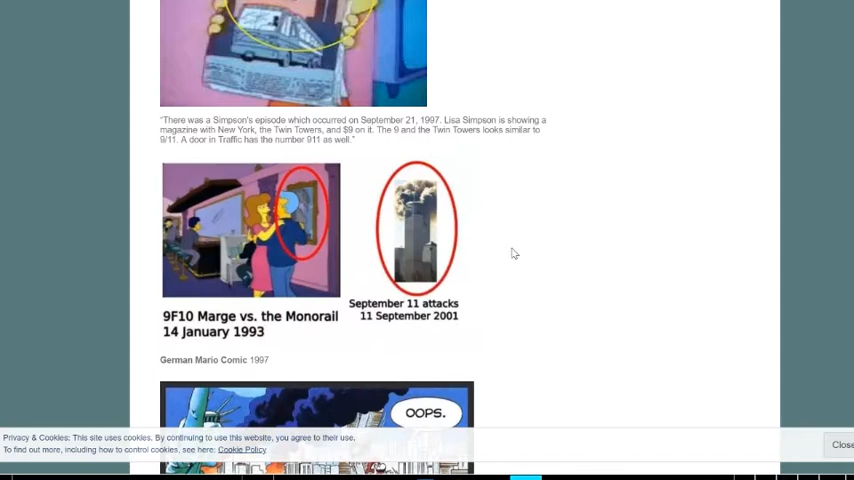 “There was a Simpson's episode which occurred on September 21, 1997. Lisa Simpson is showing a
magazine with New York, the Twin Towers, and $9 on it. The 9 and the Twin Towers looks similar to
9/11. A door in Traffic has the number 911 as well.”
9F10 Marge vs. the Monorail
14 January 1993
September 11 attacks
11 September 2001
German Mario Comic 1997
OOPS.
Privacy & Cookies: This site uses cookies. By continuing to use this website, you agree to their use.
To find out more, including how to control cookies, see here: Cookie Policy
Close